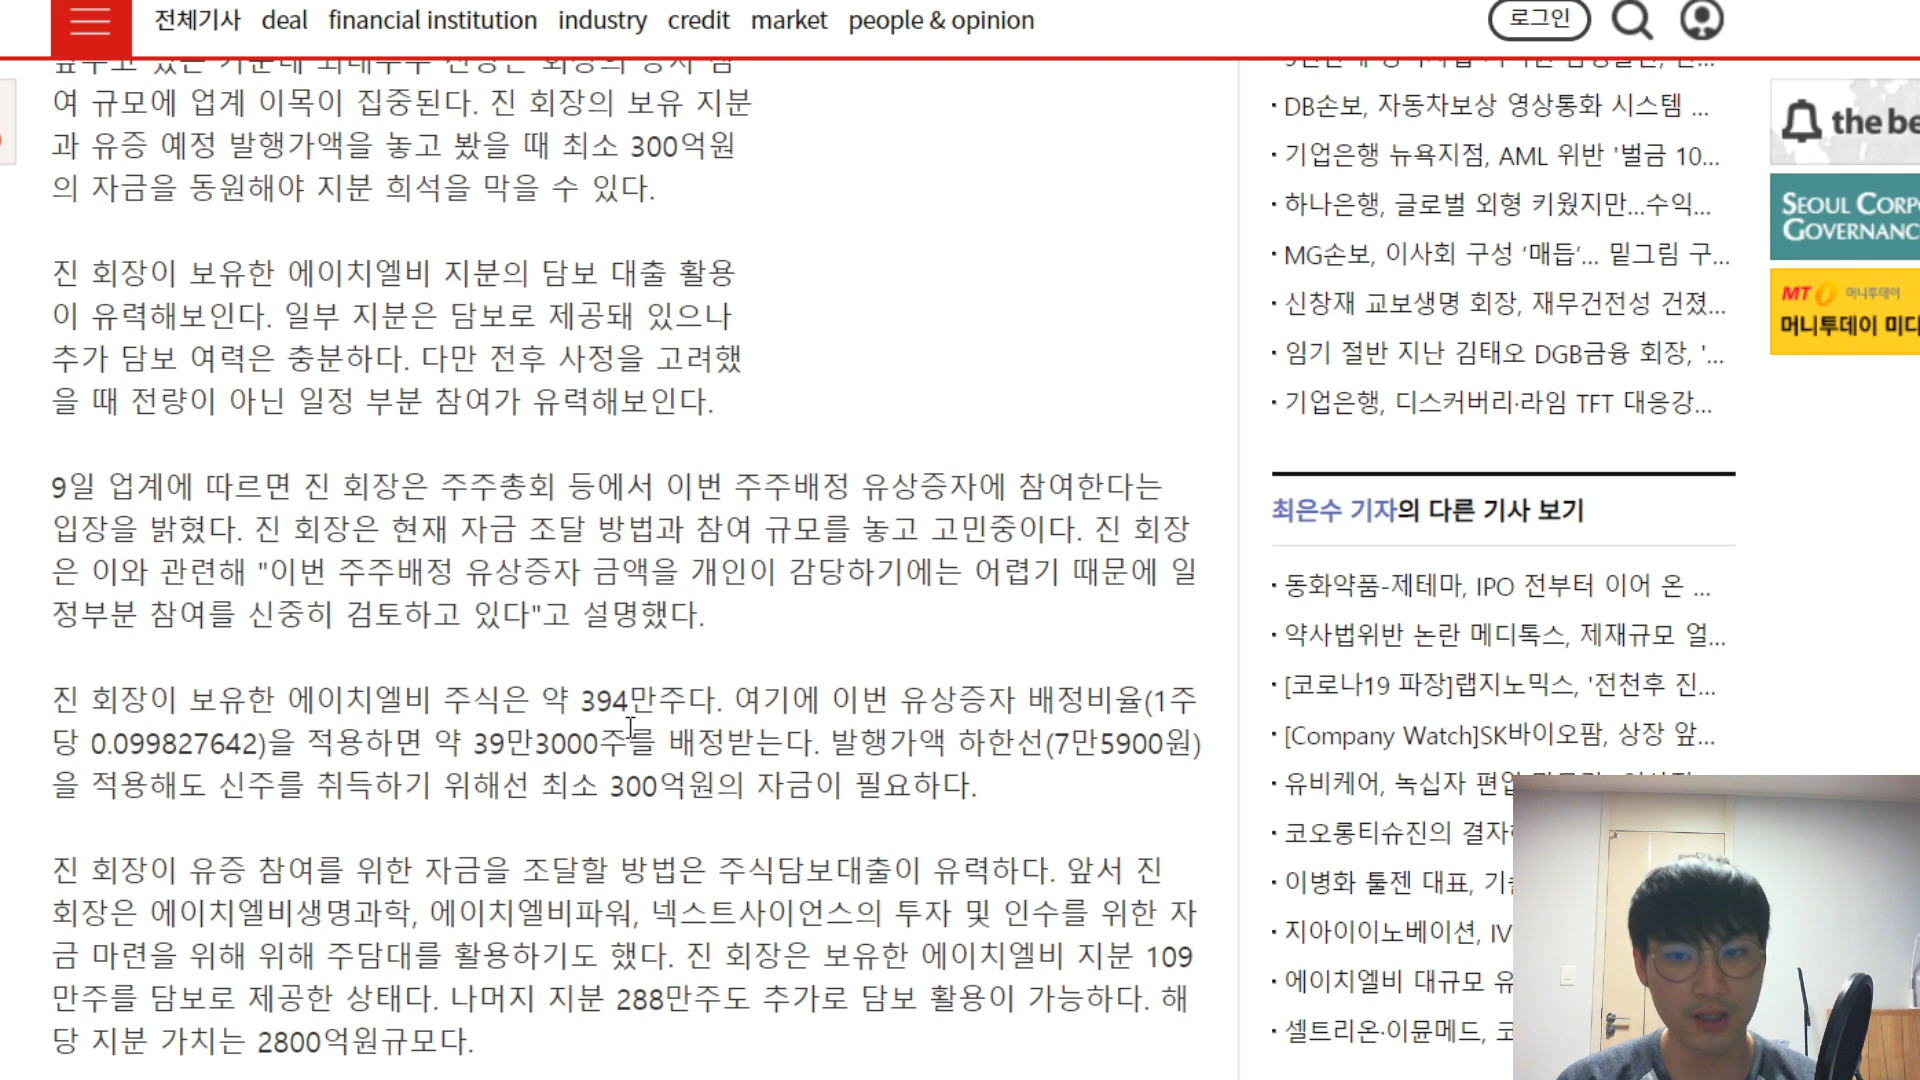 전체기사 deal financial institution industry credit market people & opinion
로그인
여 규모에 업계 이목이 집중된다. 진 회장의 보유 지분
과 유증 예정 발행가액을 놓고 봤을 때 최소 300억원
의 자금을 동원해야 지분 희석을 막을 수 있다.
진 회장이 보유한 에이치엘비 지분의 담보 대출 활용
이 유력해보인다. 일부 지분은 담보로 제공돼 있으나
추가 담보 여력은 충분하다. 다만 전후 사정을 고려했
을 때 전량이 아닌 일정 부분 참여가 유력해보인다.
9일 업계에 따르면 진 회장은 주주총회 등에서 이번 주주배정 유상증자에 참여한다는
입장을 밝혔다. 진 회장은 현재 자금 조달 방법과 참여 규모를 놓고 고민중이다. 진 회장
은 이와 관련해 "이번 주주배정 유상증자 금액을 개인이 감당하기에는 어렵기 때문에 일
정부분 참여를 신중히 검토하고 있다"고 설명했다.
진 회장이 보유한 에이치엘비 주식은 약 394만주다. 여기에 이번 유상증자 배정비율(1주
당 0.099827642)을 적용하면 약 39만3000주를 배정받는다. 발행가액 하한선(7만5900원)
을 적용해도 신주를 취득하기 위해선 최소 300억원의 자금이 필요하다.
진 회장이 유증 참여를 위한 자금을 조달할 방법은 주식담보대출이 유력하다. 앞서 진
회장은 에이치엘비생명과학, 에이치엘비파워, 넥스트사이언스의 투자 및 인수를 위한 자
금 마련을 위해 위해 주담대를 활용하기도 했다. 진 회장은 보유한 에이치엘비 지분 109
만주를 담보로 제공한 상태다. 나머지 지분 288만주도 추가로 담보 활용이 가능하다. 해
당 지분 가치는 2800억원규모다.
· DB손보, 자동차보상 영상통화 시스템 ...
· 기업은행 뉴욕지점, AML 위반 '벌금 10...
· 하나은행, 글로벌 외형 키웠지만...수익...
· MG손보, 이사회 구성 ‘매듭’... 밑그림 구...
· 신창재 교보생명 회장, 재무건전성 건졌...
· 임기 절반 지난 김태오 DGB금융 회장, '...
· 기업은행, 디스커버리·라임 TFT 대응강...
최은수 기자의 다른 기사 보기
· 동화약품-제테마, IPO 전부터 이어 온 ...
· 약사법위반 논란 메디톡스, 제재규모 얼...
· [코로나19 파장]랩지노믹스, '전천후 진...
· [Company Watch]SK바이오팜, 상장 앞...
· 유비케어, 녹십자 편입
· 코오롱티슈진의 결자
· 이병화 툴젠 대표, 기
· 지아이이노베이션, IV
· 에이치엘비 대규모 유
· 셀트리온·이뮨메드, 코
the be
SEOUL CORP
GOVERNANC
MT 머니투데이
머니투데이 미디